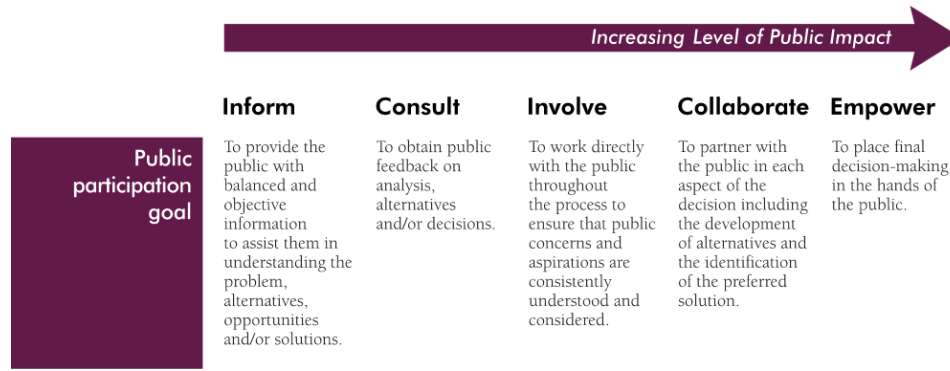 Increasing Level of Public Impact
Inform
Consult
Involve
Collaborate
Empower
Public
participation
goal
To provide the
public with
balanced and
objective
information
to assist them in
understanding the
problem,
alternatives,
opportunities
and/or solutions.
To obtain public
feedback on
analysis,
alternatives
and/or decisions.
To work directly
with the public
throughout
the process to
ensure that public
concerns and
aspirations are
consistently
understood and
considered.
To partner with
the public in each
aspect of the
decision including
the development
of alternatives and
the identification
of the preferred
solution.
To place final
decision-making
in the hands of
the public.